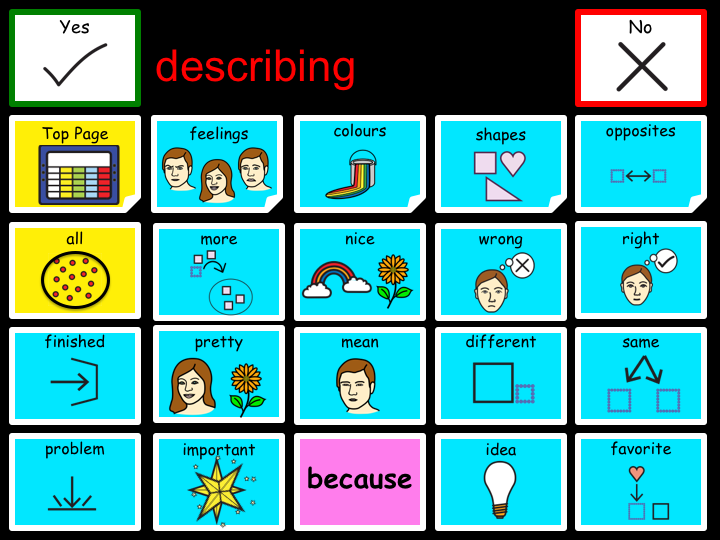 Yes
describing
No
Top Page
feelings
colours
shapes
opposites
all
more
nice
wrong
right
finished
pretty
mean
different
same
problem
important
because
idea
favorite